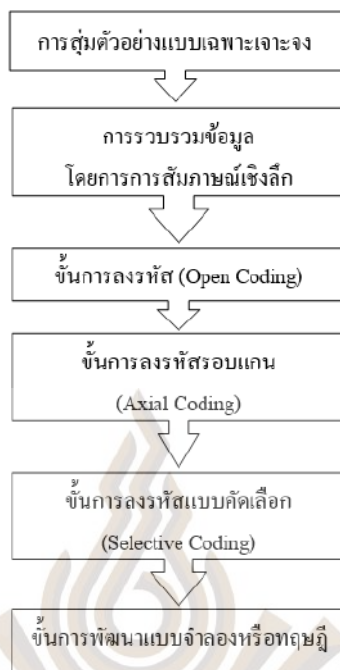 การสุ่มตัวอย่างแบบเฉพาะเจาะจง
การรวบรวมข้อมูล
โดยการการสัมภาษณ์เชิงลึก
ขั้นการลงรหัส (Open Coding)
ขั้นการลงรหัสรอบแกน
(Axial Coding)
ขั้นการลงรหัสแบบคัดเลือก
(Selective Coding)
ขั้นการพัฒนาแบบจำลองหรือทฤษฎี